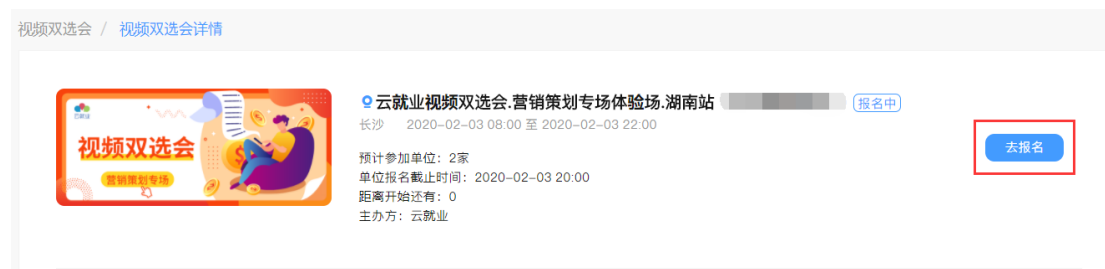 视频双选会 / 视频双选会详情
云就业
视频双选会
营销策划专场
云就业视频双选会.营销策划专场体验场.湖南站 报名中
长沙 2020-02-03 08:00 至 2020-02-03 22:00
去报名
预计参加单位：2家
单位报名截止时间：2020-02-03 20:00
距离开始还有：0
主办方：云就业